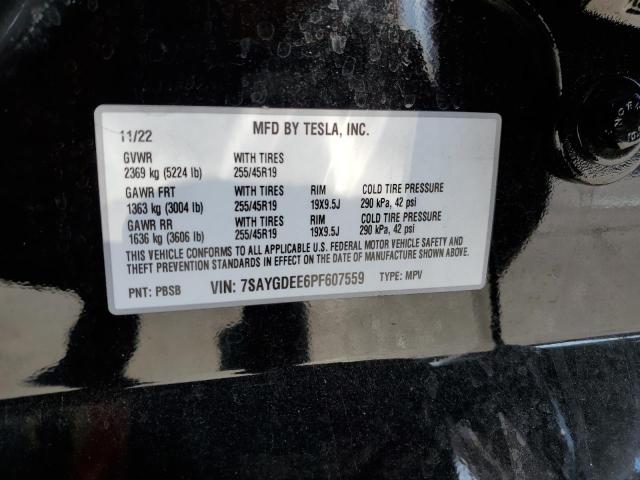 11/22 MFD BY TESLA, INC.
GVWR WITH TIRES
2369 kg (5224 lb) 255/45R19
GAWR FRT WITH TIRES RIM COLD TIRE PRESSURE
1363 kg (3004 lb) 255/45R19 19X9.5J 290 kPa, 42 psi
GAWR RR WITH TIRES RIM COLD TIRE PRESSURE
1636 kg (3606 lb) 255/45R19 19X9.5J 290 kPa, 42 psi
THIS VEHICLE CONFORMS TO ALL APPLICABLE U.S. FEDERAL MOTOR VEHICLE SAFETY AND
THEFT PREVENTION STANDARDS IN EFFECT ON THE DATE OF MANUFACTURE SHOWN ABOVE.
PNT: PBSB VIN: 7SAYGDEE6PF607559 TYPE: MPV